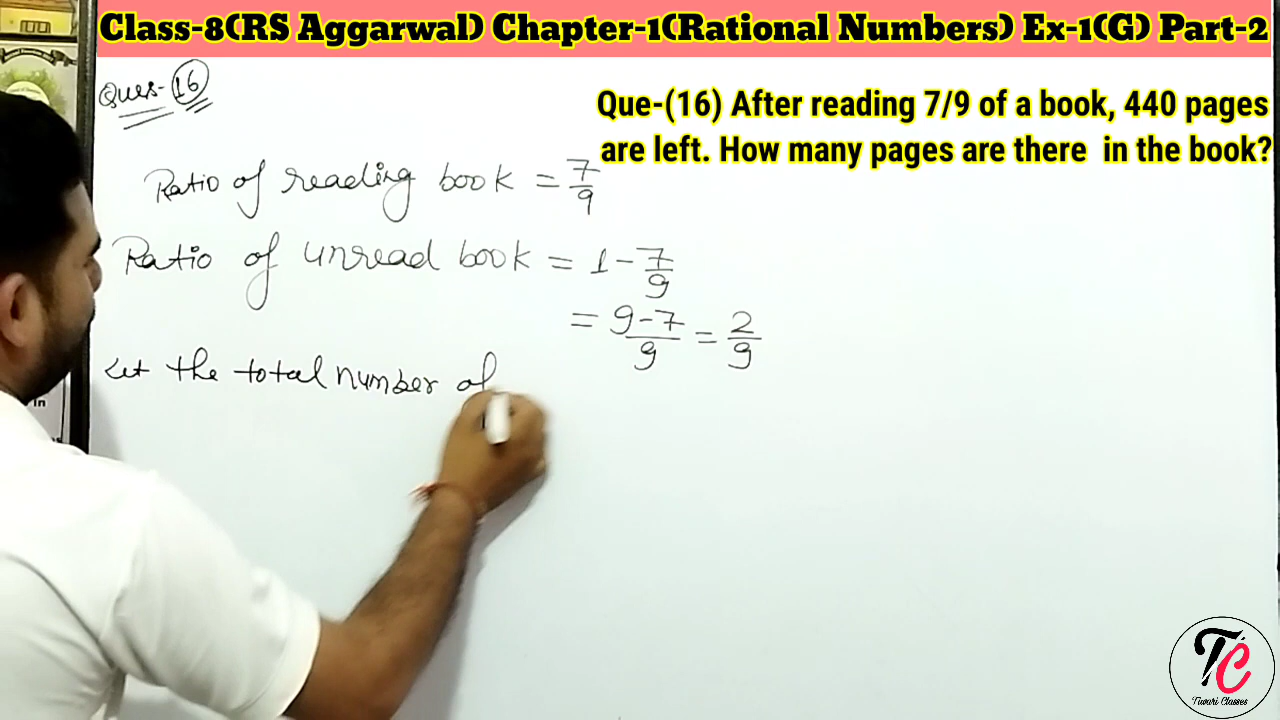 Class-8(RS Aggarwal) Chapter-1(Rational Numbers) Ex-1(G) Part-2
Ques-16
Que-(16) After reading 7/9 of a book, 440 pages
are left. How many pages are there in the book?
Ratio of reading book = 7/9
Ratio of unread book = 1 - 7/9
= 9-7/9 = 2/9
Let the total number of
in
TC
Tiwari Classes